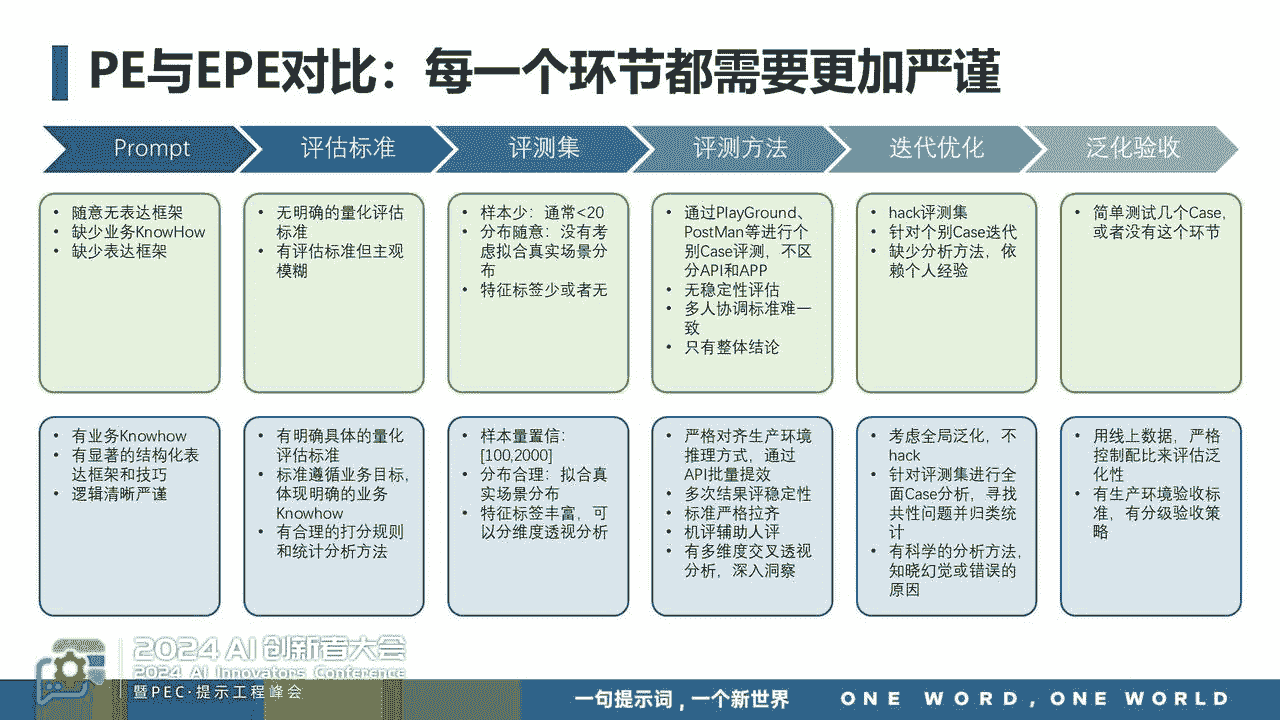 PE与EPE对比：每一个环节都需要更加严谨
Prompt
评估标准
评测集
评测方法
迭代优化
泛化验收
• 随意无表达框架
• 缺少业务KnowHow
• 缺少表达框架
• 无明确的量化评估
标准
• 有评估标准但主观
模糊
• 样本少：通常<20
• 分布随意：没有考
虑拟合真实场景分
布
• 特征标签少或者无
• 通过PlayGround、
PostMan等进行个
别Case评测，不区
分API和APP
• 无稳定性评估
• 多人协调标准难一
致
• 只有整体结论
• hack评测集
• 针对个别Case迭代
• 缺少分析方法，依
赖个人经验
• 简单测试几个Case,
或者没有这个环节
• 有业务Knowhow
• 有显著的结构化表
达框架和技巧
• 逻辑清晰严谨
• 有明确具体的量化
评估标准
• 标准遵循业务目标，
体现明确的业务
Knowhow
• 有合理的打分规则
和统计分析方法
• 样本量置信：
[100,2000]
• 分布合理：拟合真
实场景分布
• 特征标签丰富，可
以分维度透视分析
• 严格对齐生产环境
推理方式，通过
API批量提效
• 多次结果评稳定性
• 标准严格拉齐
• 机评辅助人评
• 有多维度交叉透视
分析，深入洞察
• 考虑全局泛化，不
hack
• 针对评测集进行全
面Case分析，寻找
共性问题并归类统
计
• 有科学的分析方法，
知晓幻觉或错误的
原因
• 用线上数据，严格
控制配比来评估泛
化性
• 有生产环境验收标
准，有分级验收策
略
2024 AI 创新者大会
2024 AI Innovators Conference
暨PEC·提示工程峰会
一句提示词，一个新世界
ONE WORD, ONE WORLD